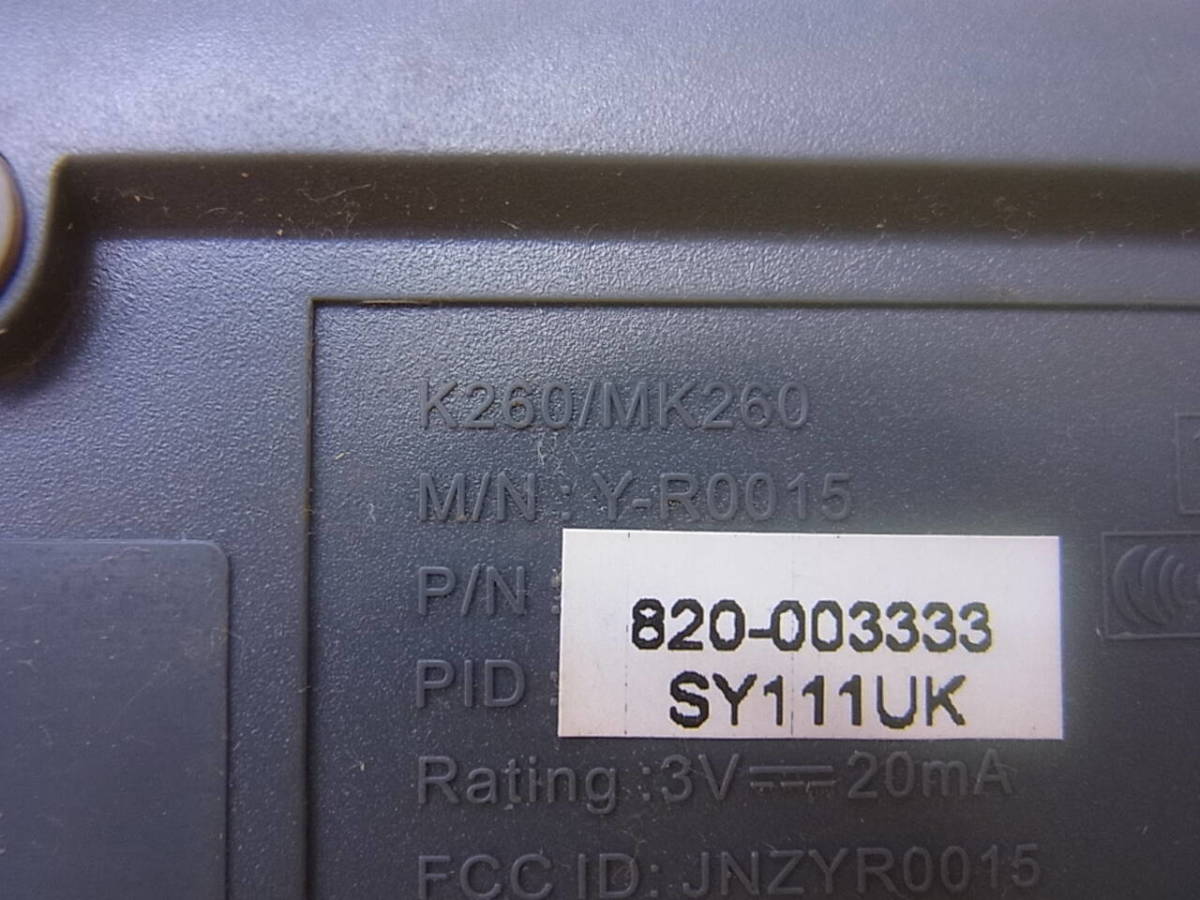 K260/MK260
M/N : Y-R0015
P/N : 820-003333
PID : SY111UK
Rating :3V⎓20mA
FCC ID: JNZYR0015